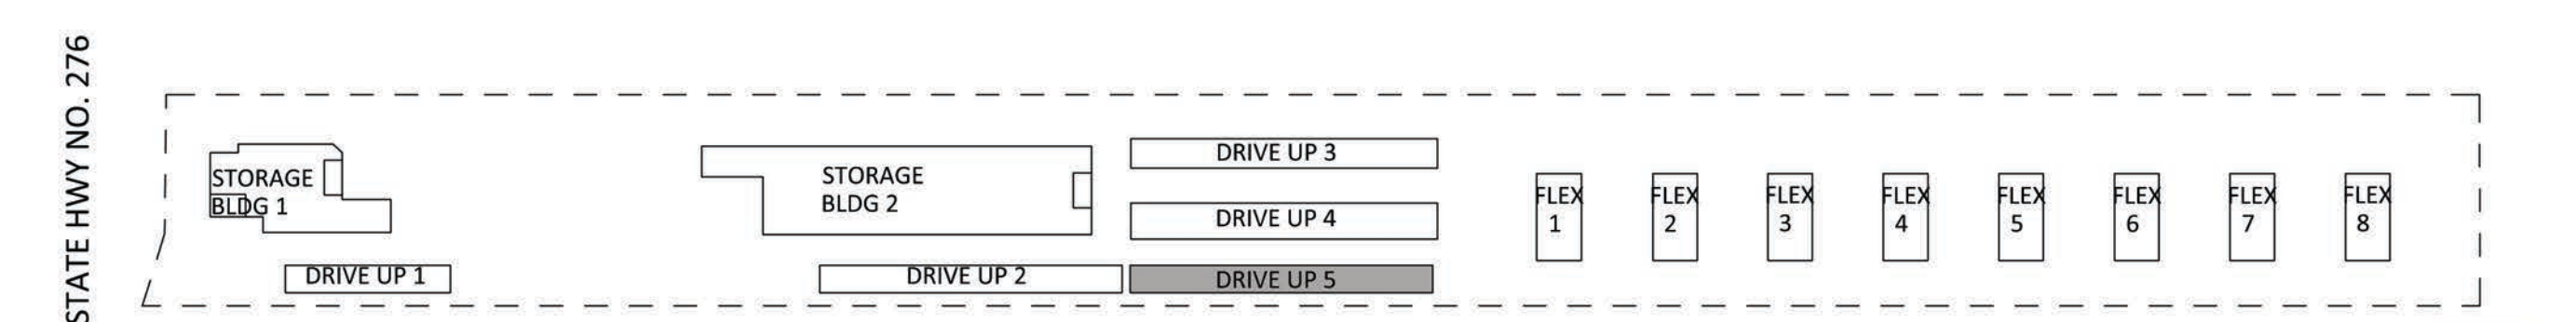 STATE HWY NO. 276
STORAGE
BLDG 1
DRIVE UP 1
STORAGE
BLDG 2
DRIVE UP 2
DRIVE UP 3
DRIVE UP 4
DRIVE UP 5
FLEX
1
FLEX
2
FLEX
3
FLEX
4
FLEX
5
FLEX
6
FLEX
7
FLEX
8